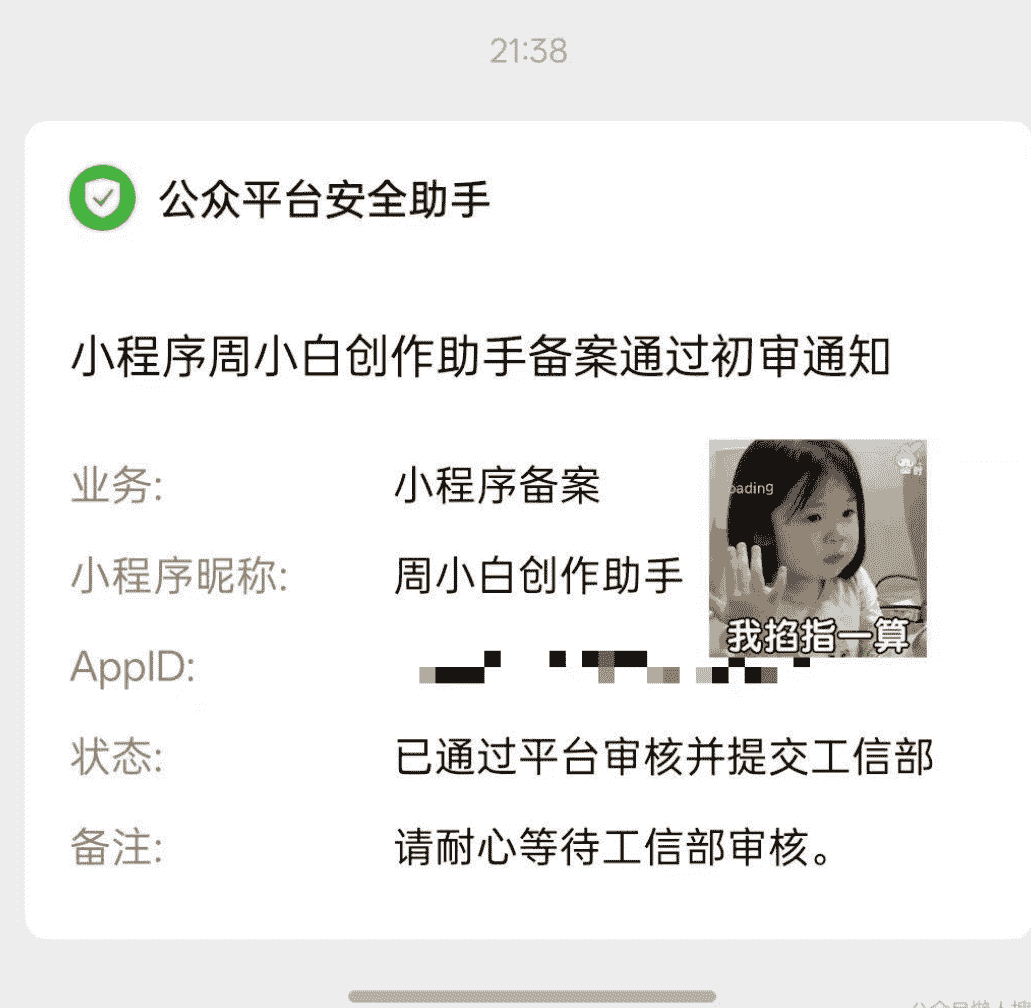 21:38
公众平台安全助手
小程序周小白创作助手备案通过初审通知
业务: 小程序备案
oading
小程序昵称: 周小白创作助手
我掐指一算
AppID:
状态: 已通过平台审核并提交工信部
备注: 请耐心等待工信部审核。